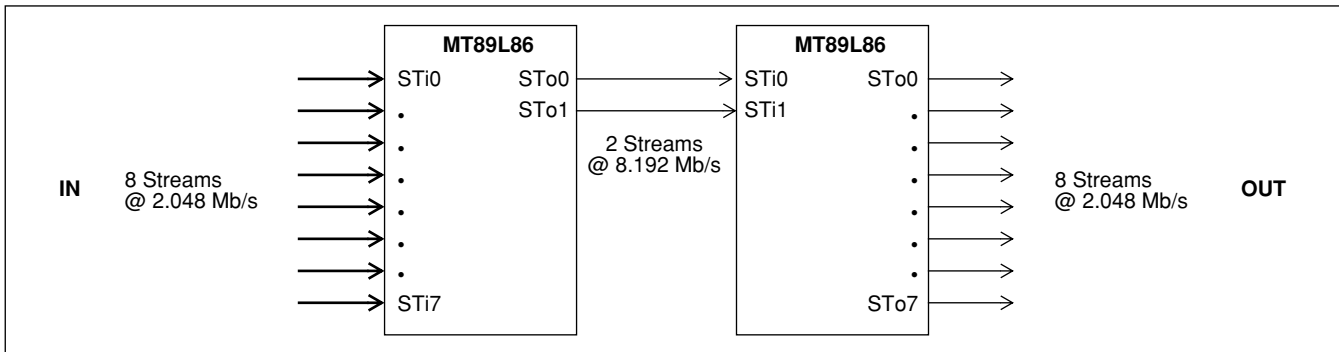 MT89L86
MT89L86
STi0
STo0
STi0
STo0
.
STo1
STi1
.
.
2 Streams
@ 8.192 Mb/s
.
IN
8 Streams
@ 2.048 Mb/s
.
.
8 Streams
@ 2.048 Mb/s
OUT
.
.
.
.
.
.
STi7
STo7